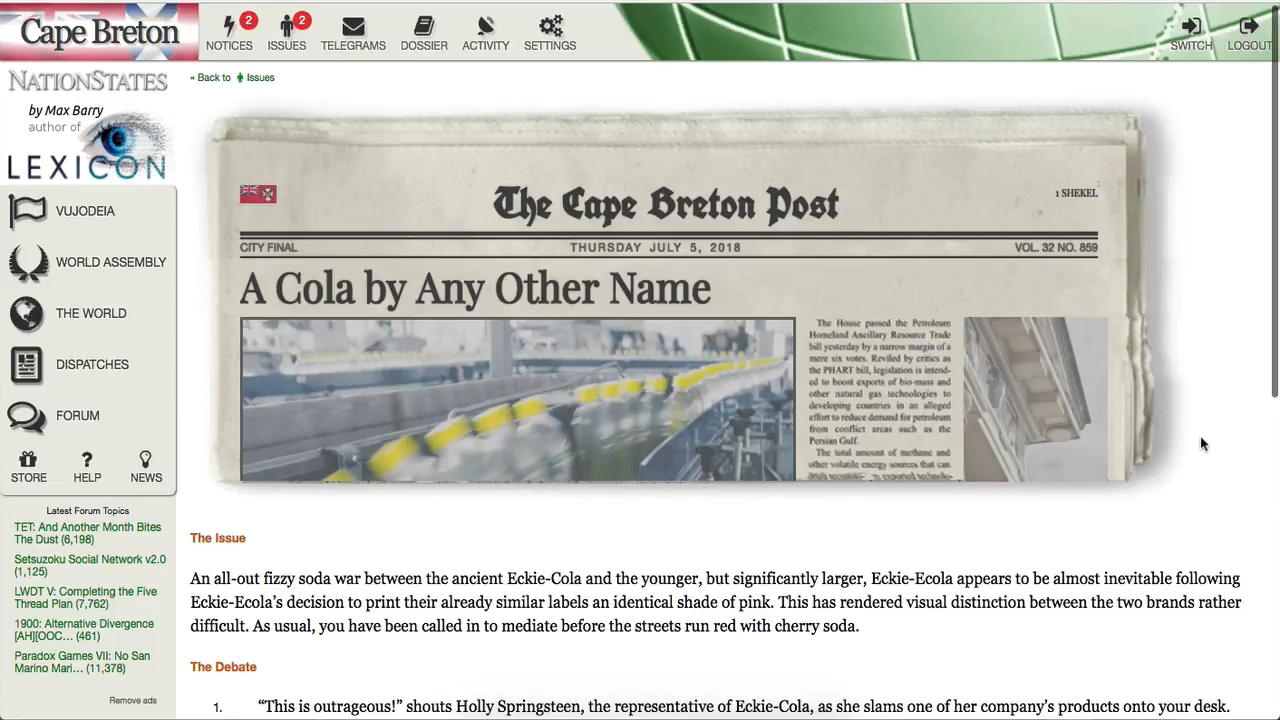 Cape Breton
2
NOTICES
2
ISSUES
TELEGRAMS
DOSSIER
ACTIVITY
SETTINGS
SWITCH
LOGOUT
NATIONSTATES
by Max Barry
author of
LEXICON
VUJODEIA
WORLD ASSEMBLY
THE WORLD
DISPATCHES
FORUM
STORE
HELP
NEWS
Latest Forum Topics
TET: And Another Month Bites
The Dust (6,198)
Setsuzoku Social Network v2.0
(1,125)
LWDT V: Completing the Five
Thread Plan (7,762)
1900: Alternative Divergence
[AH][OOC... (461)
Paradox Games VII: No San
Marino Mari... (11,378)
Remove ads
« Back to Issues
The Cape Breton Post
1 SHEKEL
CITY FINAL
THURSDAY JULY 5, 2018
VOL. 32 NO. 859
A Cola by Any Other Name
The House passed the Petroleum
Homeland Ancillary Resource Trade
bill yesterday by a narrow margin of a
mere six votes. Reviled by critics as
the PHART bill, legislation is intend-
ed to boost exports of bio-mass and
other natural gas technologies to
developing countries in an alleged
effort to reduce demand for petroleum
from conflict areas such as the
Persian Gulf.
The total amount of methane and
other volatile energy sources that can
The Issue
An all-out fizzy soda war between the ancient Eckie-Cola and the younger, but significantly larger, Eckie-Ecola appears to be almost inevitable following
Eckie-Ecola's decision to print their already similar labels an identical shade of pink. This has rendered visual distinction between the two brands rather
difficult. As usual, you have been called in to mediate before the streets run red with cherry soda.
The Debate
1. “This is outrageous!” shouts Holly Springsteen, the representative of Eckie-Cola, as she slams one of her company's products onto your desk.